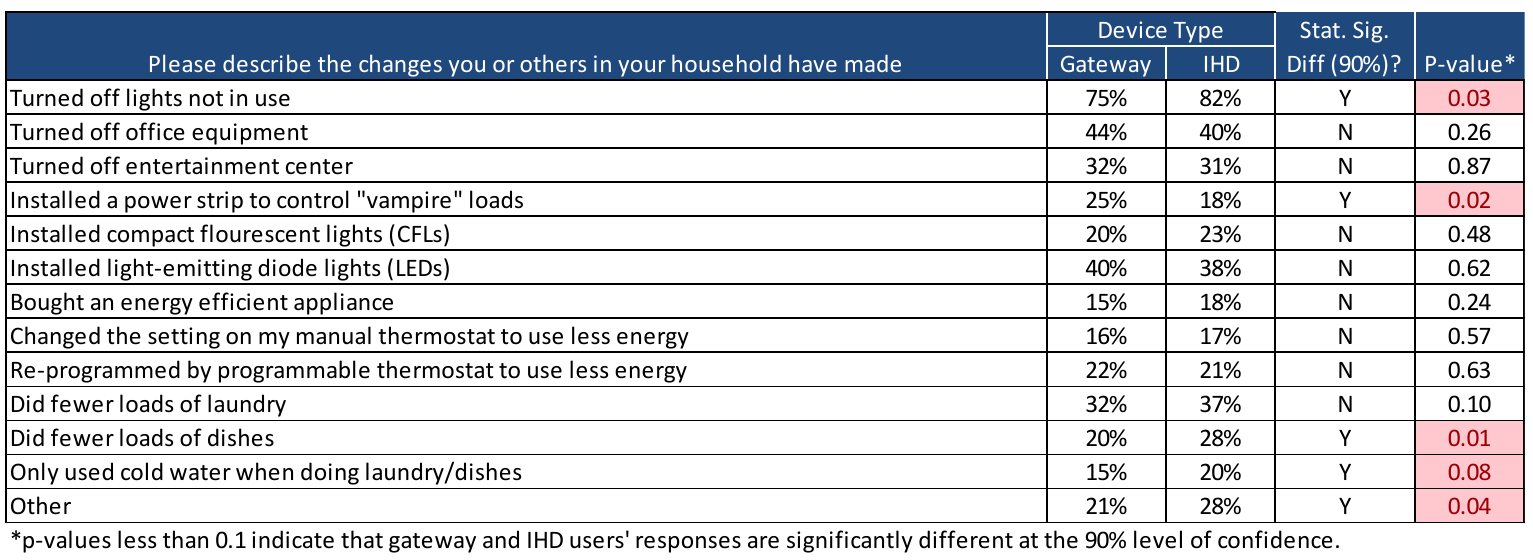 Device Type Stat. Sig.
Please describe the changes you or others in your household have made Gateway IHD Diff (90%)? P-value*
Turned off lights not in use 75% 82% Y 0.03
Turned off office equipment 44% 40% N 0.26
Turned off entertainment center 32% 31% N 0.87
Installed a power strip to control "vampire" loads 25% 18% Y 0.02
Installed compact flourescent lights (CFLs) 20% 23% N 0.48
Installed light-emitting diode lights (LEDs) 40% 38% N 0.62
Bought an energy efficient appliance 15% 18% N 0.24
Changed the setting on my manual thermostat to use less energy 16% 17% N 0.57
Re-programmed by programmable thermostat to use less energy 22% 21% N 0.63
Did fewer loads of laundry 32% 37% N 0.10
Did fewer loads of dishes 20% 28% Y 0.01
Only used cold water when doing laundry/dishes 15% 20% Y 0.08
Other 21% 28% Y 0.04
*p-values less than 0.1 indicate that gateway and IHD users' responses are significantly different at the 90% level of confidence.